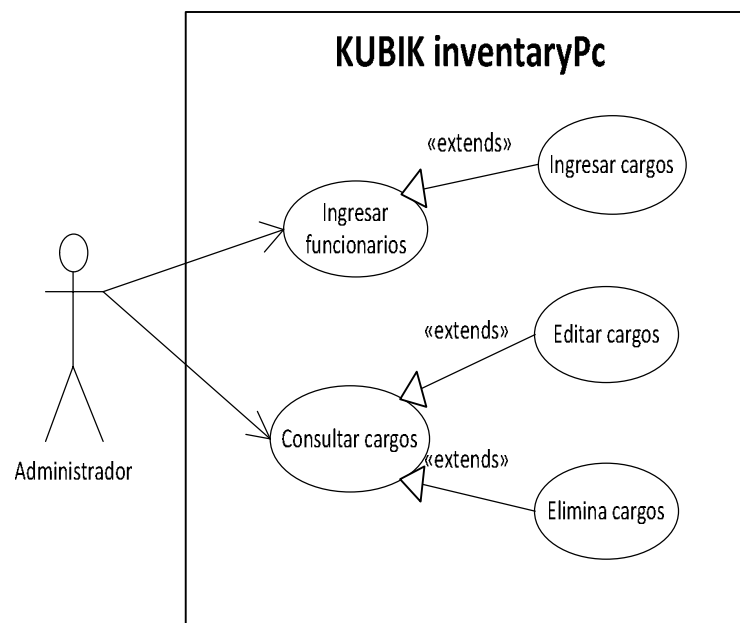 KUBIK inventaryPc
«extends»
Ingresar cargos
Ingresar
funcionarios
«extends»
Editar cargos
Consultar cargos
«extends»
Elimina cargos
Administrador